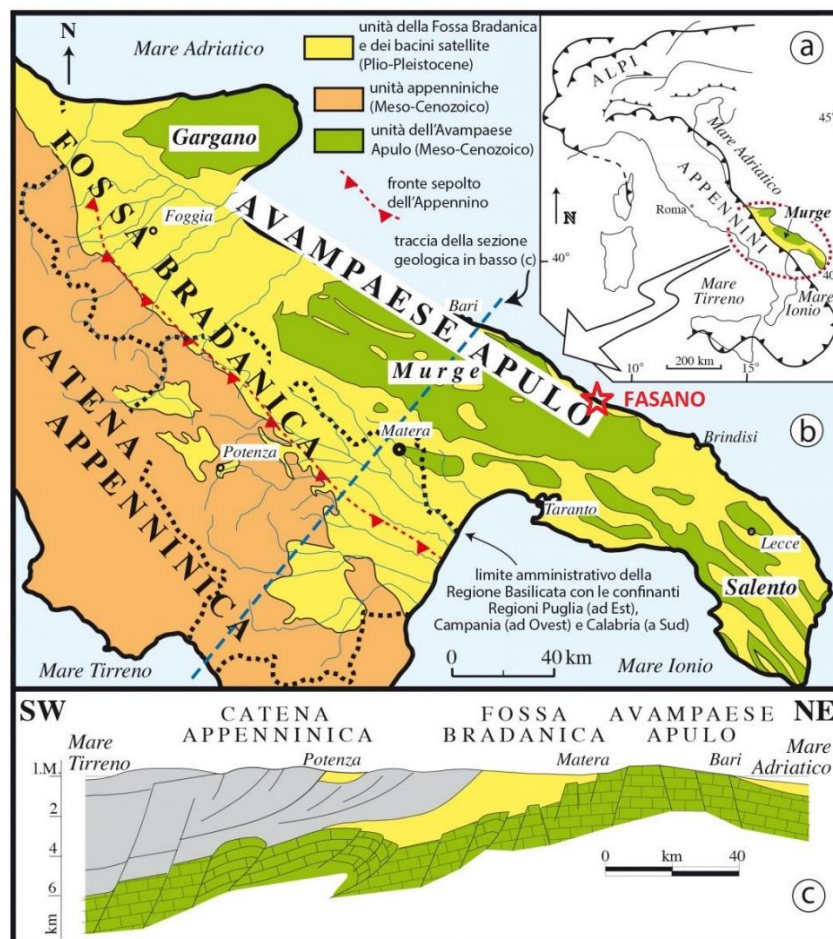 N
Mare Adriatico
unità della Fossa Bradanica
e dei bacini satellite
(Plio-Pleistocene)
unità appenniniche
(Meso-Cenozoico)
unità dell'Avampaese
Apulo (Meso-Cenozoico)
fronte sepolto
dell'Appennino
traccia della sezione
geologica in basso (c)
Gargano
Foggia
FOSSA BRADANICA
AVAMPAESE APULO
CATENA
APPENNINICA
Bari
Murge
FASANO
Matera
Potenza
Brindisi
Taranto
Lecce
Salento
limite amministrativo della
Regione Basilicata con le confinanti
Regioni Puglia (ad Est),
Campania (ad Ovest) e Calabria (a Sud)
0 40 km
Mare Tirreno
Mare Ionio
b
a
ALPI
45°
Mare Adriatico
APPENNINI
Roma
Murge
N
40°
40
Mare
Tirreno
Mare
Ionio
10°
200 km
15°
SW
NE
CATENA
APPENNINICA
FOSSA
BRADANICA
AVAMPAESE
APULO
Mare
Tirreno
Potenza
Matera
Bari
Mare
Adriatico
l.M.
2
4
6
km
0 km 40
c